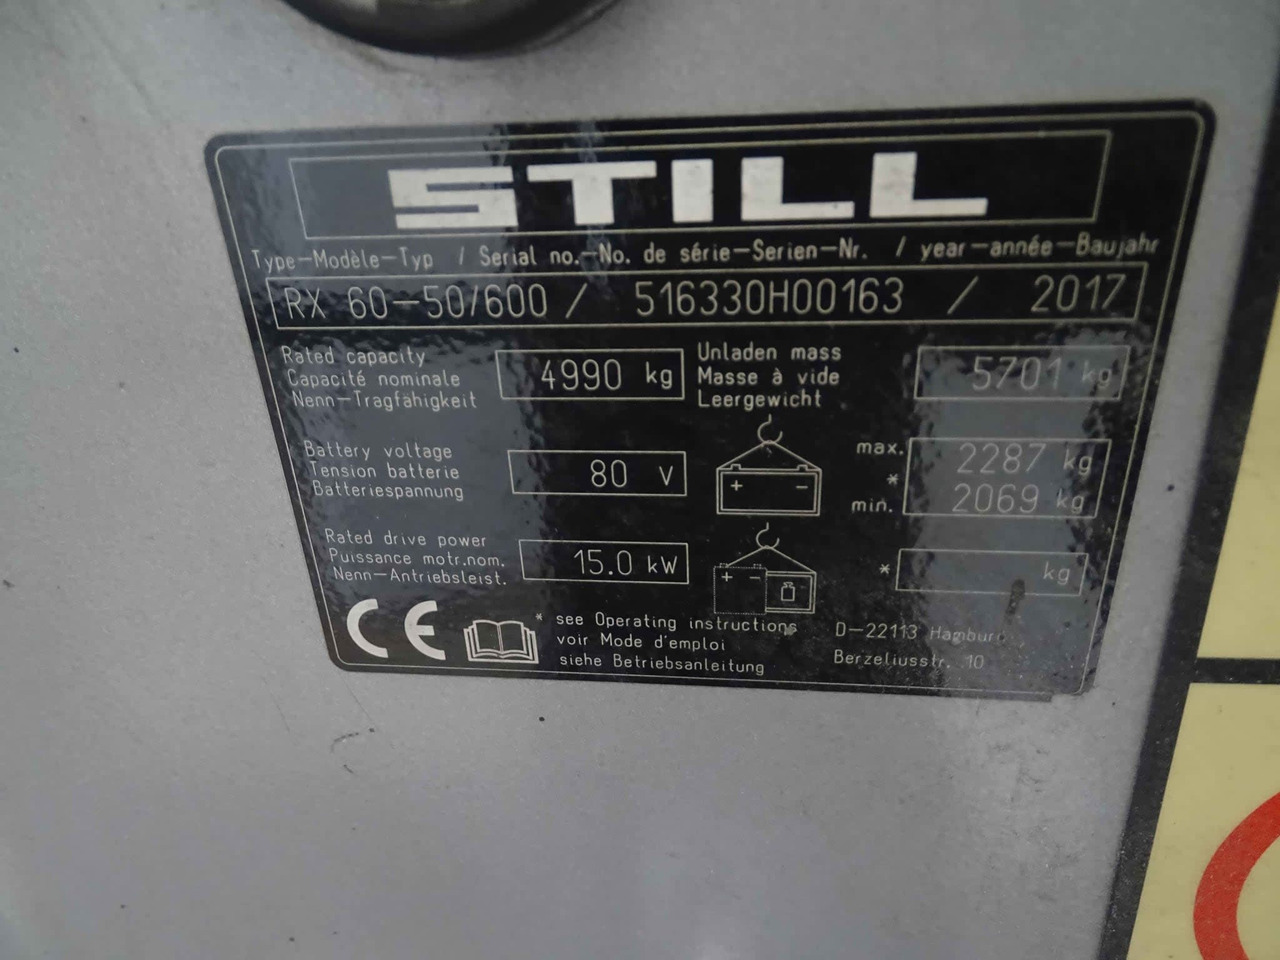 STILL
Type-Modèle-Typ / Serial no.-No. de série-Serien-Nr. / year-année-Baujahr
RX 60-50/600 / 516330H00163 / 2017
Rated capacity
Capacité nominale
Nenn-Tragfähigkeit
4990 kg
Unladen mass
Masse à vide
Leergewicht
5701 kg
Battery voltage
Tension batterie
Batteriespannung
80 V
+ -
max. 2287 kg
*
min. 2069 kg
Rated drive power
Puissance motr.nom.
Nenn-Antriebsleist.
15.0 kW
+ -
* kg
CE
* see Operating instructions
voir Mode d'emploi
siehe Betriebsanleitung
D-22113 Hamburg
Berzeliusstr. 10